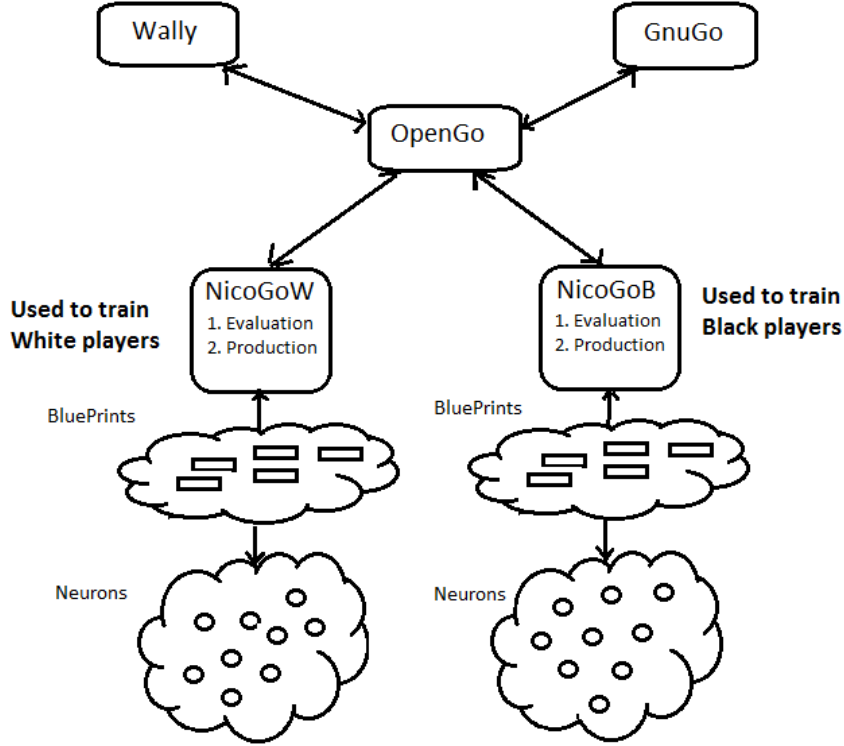 Wally
GnuGo
OpenGo
NicoGoW
1. Evaluation
2. Production
Used to train
White players
NicoGoB
1. Evaluation
2. Production
Used to train
Black players
BluePrints
BluePrints
Neurons
Neurons